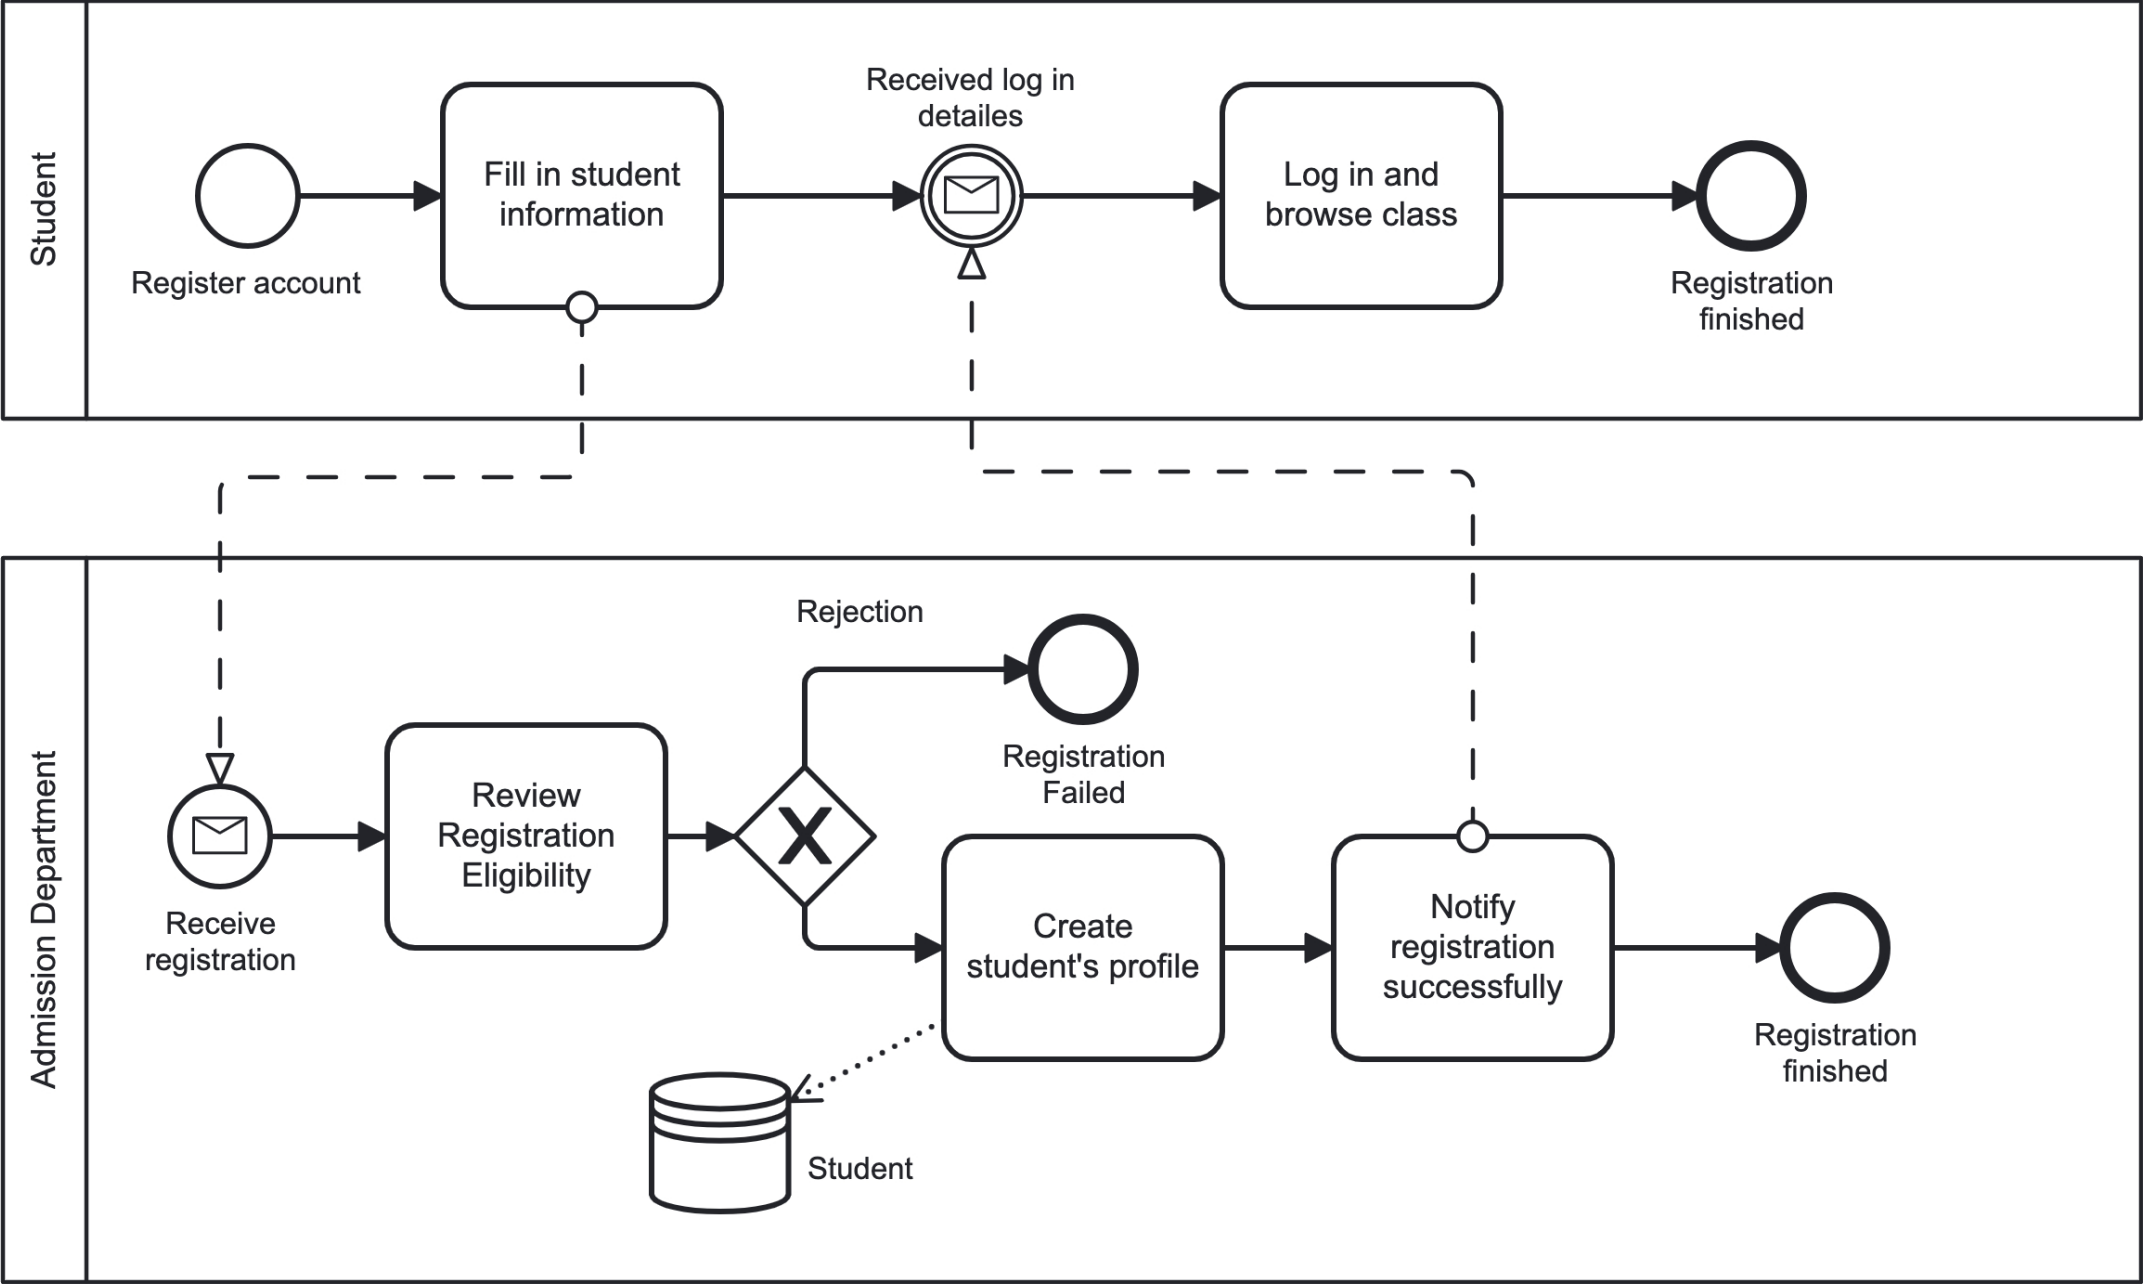 Student
Register account
Fill in student
information
Received log in
detailes
Log in and
browse class
Registration
finished
Admission Department
Receive
registration
Review
Registration
Eligibility
Rejection
X
Registration
Failed
Create
student's profile
Notify
registration
successfully
Registration
finished
Student